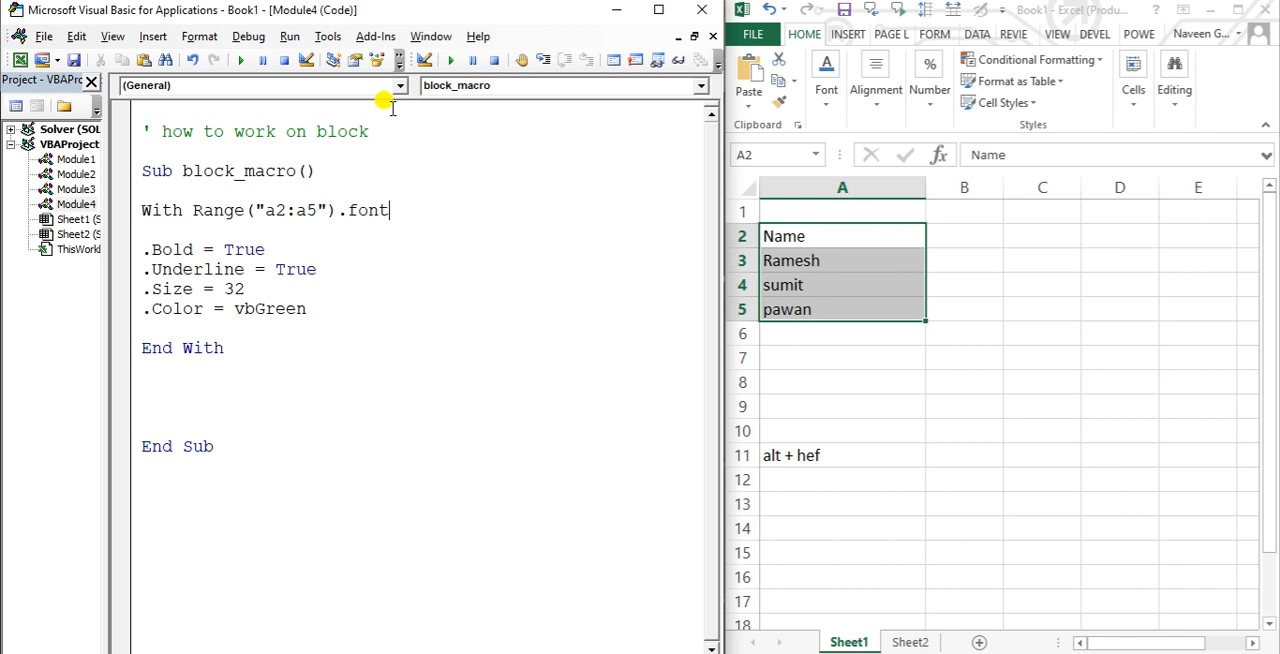 Microsoft Visual Basic for Applications - Book1 - [Module4 (Code)]
File Edit View Insert Format Debug Run Tools Add-Ins Window Help
Project - VBAProj
(General)
block_macro
Solver (SOL
VBAProject
Module1
Module2
Module3
Module4
Sheet1 (S
Sheet2 (S
ThisWorkl
' how to work on block
Sub block_macro()
With Range("a2:a5").font
.Bold = True
.Underline = True
.Size = 32
.Color = vbGreen
End With
End Sub
Book1 - Excel (Produ...
FILE HOME INSERT PAGE L FORM DATA REVIE VIEW DEVEL POWE Naveen G...
Paste
Font
Alignment
Number
Conditional Formatting
Format as Table
Cell Styles
Cells
Editing
Clipboard
Styles
A2
fx
Name
A B C D E
1
2 Name
3 Ramesh
4 sumit
5 pawan
6
7
8
9
10
11 alt + hef
12
13
14
15
16
17
18
Sheet1 Sheet2